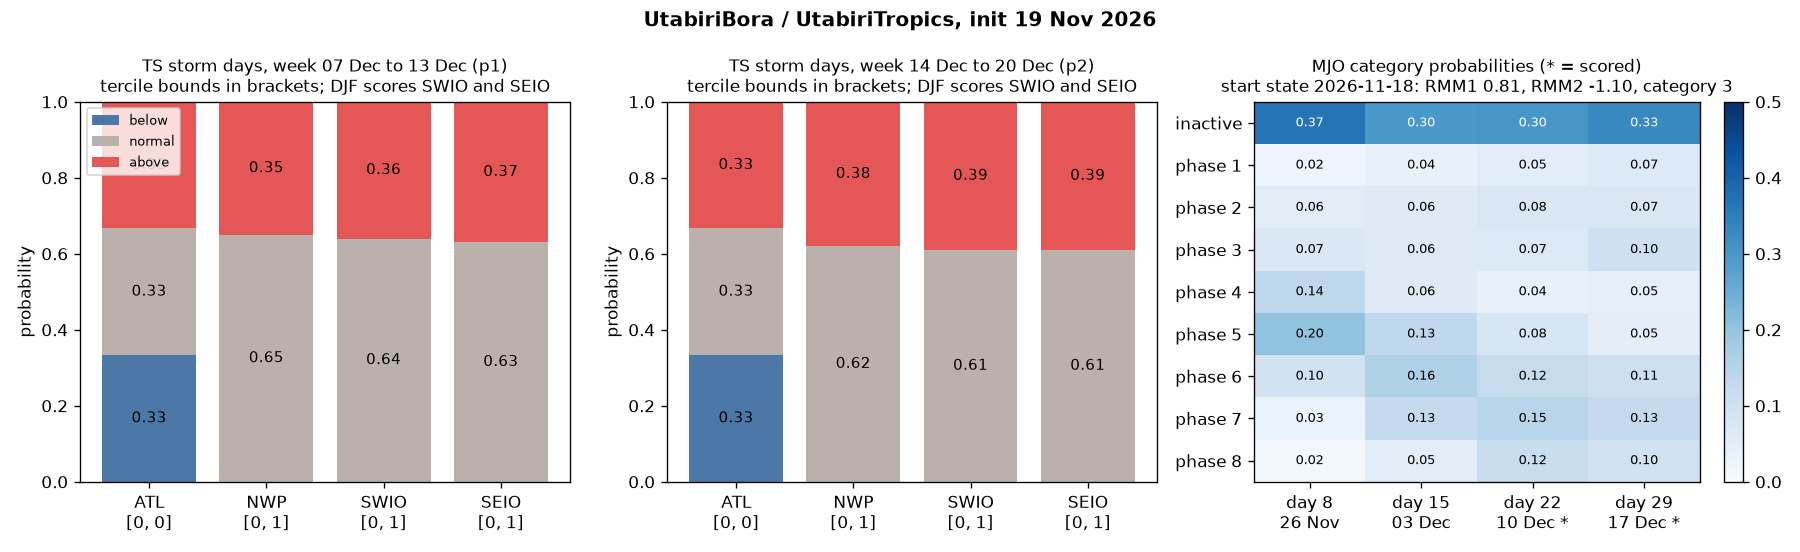 UtabiriBora / UtabiriTropics, init 19 Nov 2026
TS storm days, week 07 Dec to 13 Dec (p1)
tercile bounds in brackets; DJF scores SWIO and SEIO
probability
1.0
0.8
0.6
0.4
0.2
0.0
below
normal
above
0.33
0.33
0.35
0.65
0.36
0.64
0.37
0.63
ATL
[0, 0]
NWP
[0, 1]
SWIO
[0, 1]
SEIO
[0, 1]
TS storm days, week 14 Dec to 20 Dec (p2)
tercile bounds in brackets; DJF scores SWIO and SEIO
probability
1.0
0.8
0.6
0.4
0.2
0.0
0.33
0.33
0.33
0.38
0.62
0.39
0.61
0.39
0.61
ATL
[0, 0]
NWP
[0, 1]
SWIO
[0, 1]
SEIO
[0, 1]
MJO category probabilities (* = scored)
start state 2026-11-18: RMM1 0.81, RMM2 -1.10, category 3
inactive 0.37 0.30 0.30 0.33
phase 1 0.02 0.04 0.05 0.07
phase 2 0.06 0.06 0.08 0.07
phase 3 0.07 0.06 0.07 0.10
phase 4 0.14 0.06 0.04 0.05
phase 5 0.20 0.13 0.08 0.05
phase 6 0.10 0.16 0.12 0.11
phase 7 0.03 0.13 0.15 0.13
phase 8 0.02 0.05 0.12 0.10
day 8
26 Nov
day 15
03 Dec
day 22
10 Dec *
day 29
17 Dec *
0.5
0.4
0.3
0.2
0.1
0.0